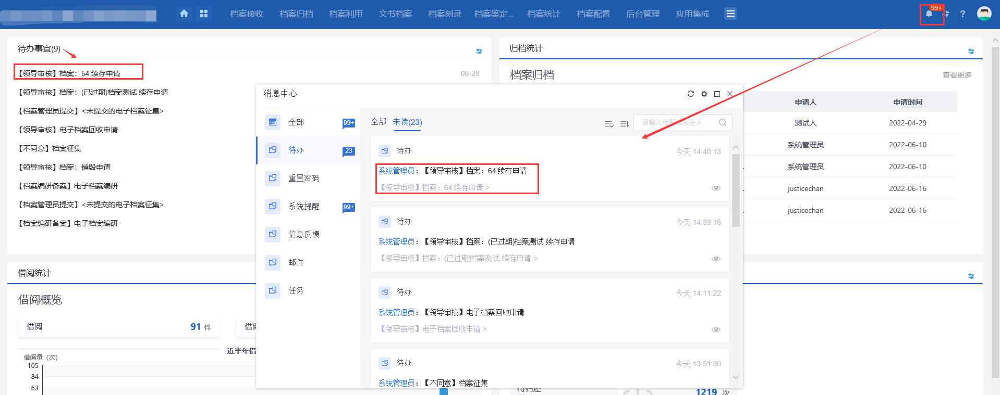 档案接收 档案归档 档案利用 文书档案 档案刻录 档案鉴定... 档案统计 档案配置 后台管理 应用集成
99+
?
待办事宜(9)
【领导审核】档案：64 续存申请 06-28
【领导审核】档案：(已过期)档案测试 续存申请
【档案管理员提交】<未提交的电子档案征集>
【领导审核】电子档案回收申请
【不同意】档案征集
【领导审核】档案：销毁申请
【档案编研备案】电子档案编研
【档案管理员提交】<未提交的电子档案征集>
【档案编研备案】电子档案编研
归档统计
档案归档 查看更多
申请人 申请时间
测试人 2022-04-29
系统管理员 2022-06-10
系统管理员 2022-06-10
justicechan 2022-06-16
justicechan 2022-06-16
消息中心
全部 99+
待办 23
重置密码
系统提醒 99+
信息反馈
邮件
任务
全部 未读(23)
请输入标题或发送人
待办 今天 14:40:13
系统管理员：【领导审核】档案：64 续存申请
【领导审核】档案：64 续存申请 >
待办 今天 14:39:16
系统管理员：【领导审核】档案：(已过期)档案测试 续存申请
【领导审核】档案：(已过期)档案测试 续存申请 >
待办 今天 14:11:22
系统管理员：【领导审核】电子档案回收申请
【领导审核】电子档案回收申请 >
待办 今天 13:51:30
系统管理员：【不同意】档案征集
借阅统计
借阅概览
借阅 91 件
借阅
近半年借
借阅量（次）
105
84
63
待归还
1219 次